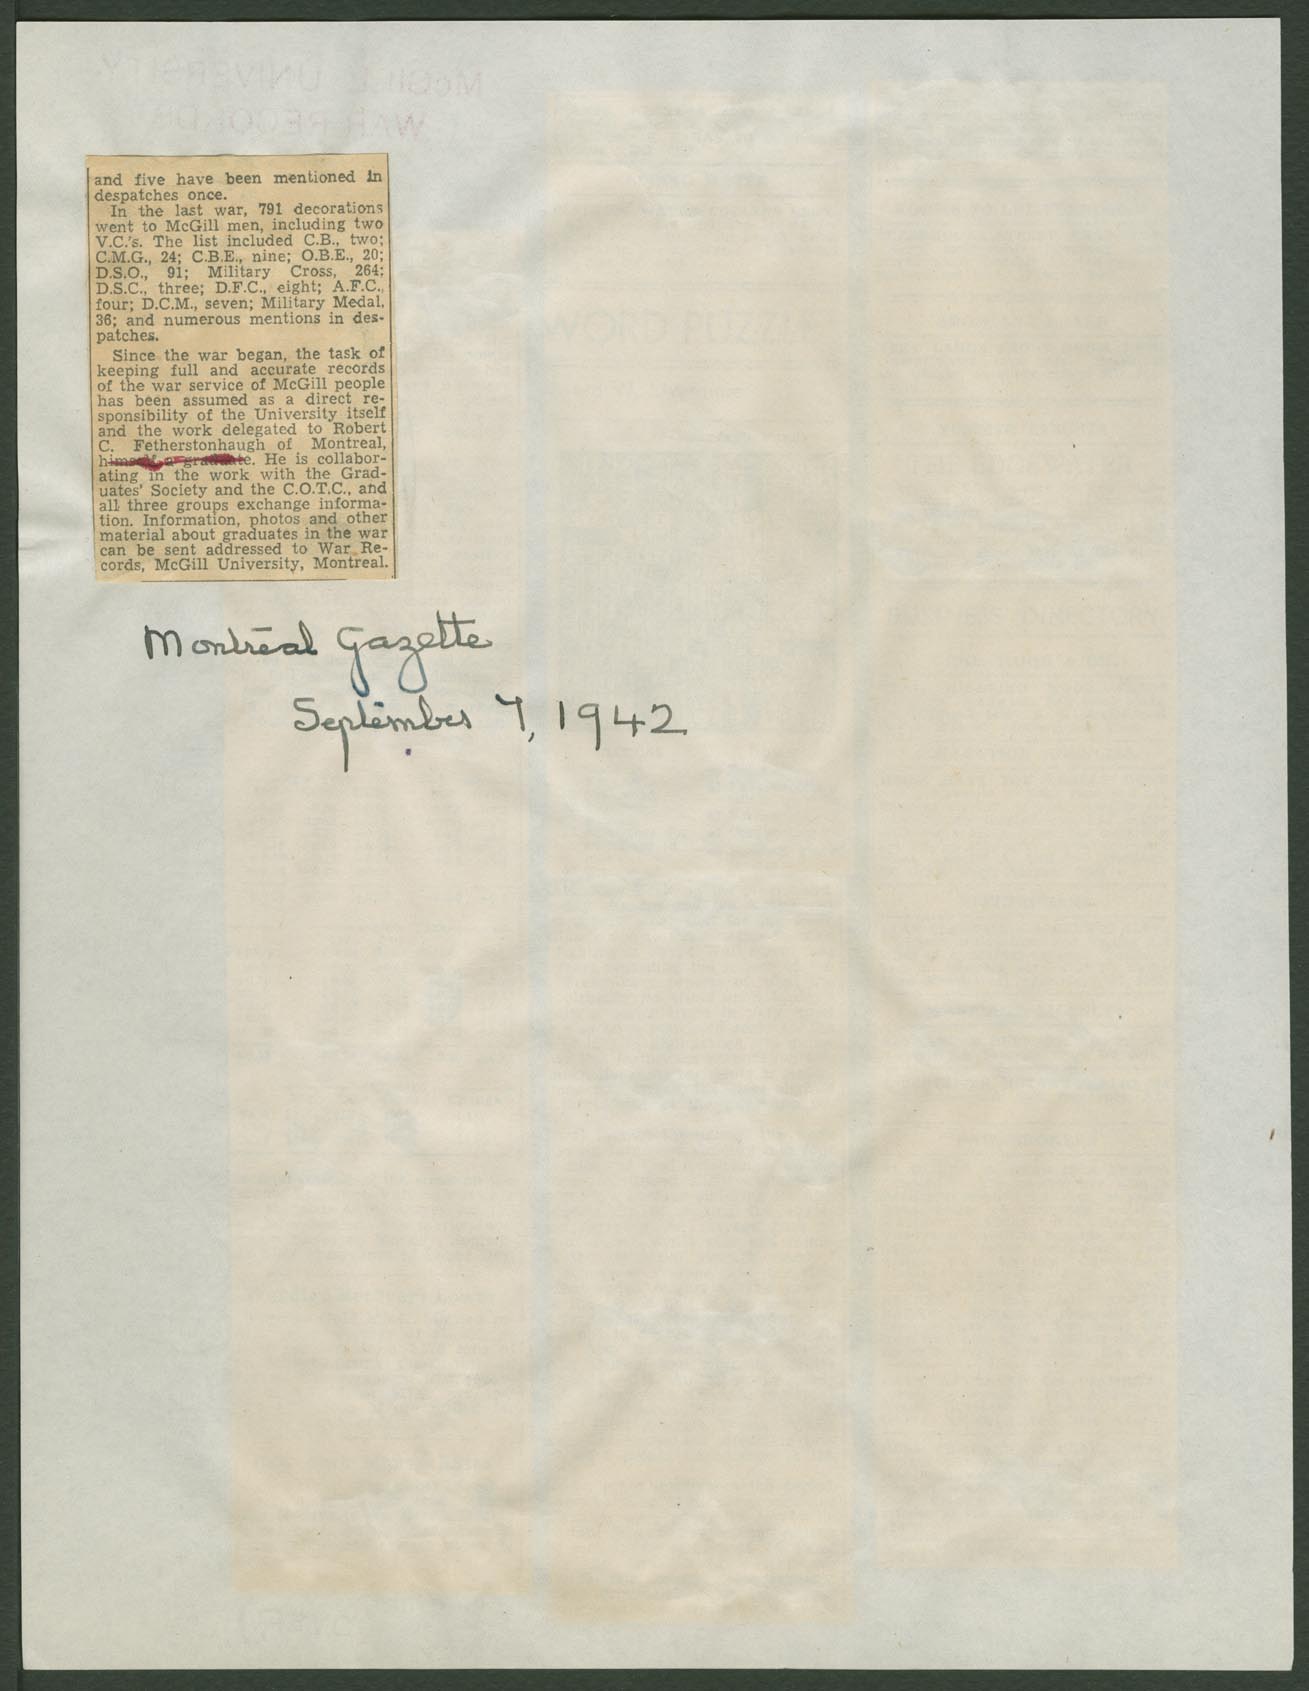 and five have been mentioned in
despatches once.
In the last war, 791 decorations
went to McGill men, including two
V.C.'s. The list included C.B., two;
C.M.G., 24; C.B.E., nine; O.B.E., 20;
D.S.O., 91; Military Cross, 264;
D.S.C., three; D.F.C., eight; A.F.C.,
four; D.C.M., seven; Military Medal,
36; and numerous mentions in des-
patches.
Since the war began, the task of
keeping full and accurate records
of the war service of McGill people
has been assumed as a direct re-
sponsibility of the University itself
and the work delegated to Robert
C. Fetherstonhaugh of Montreal,
himself a graduate. He is collabor-
ating in the work with the Grad-
uates' Society and the C.O.T.C., and
all three groups exchange informa-
tion. Information, photos and other
material about graduates in the war
can be sent addressed to War Re-
cords, McGill University, Montreal.
Montreal Gazette
September 7, 1942